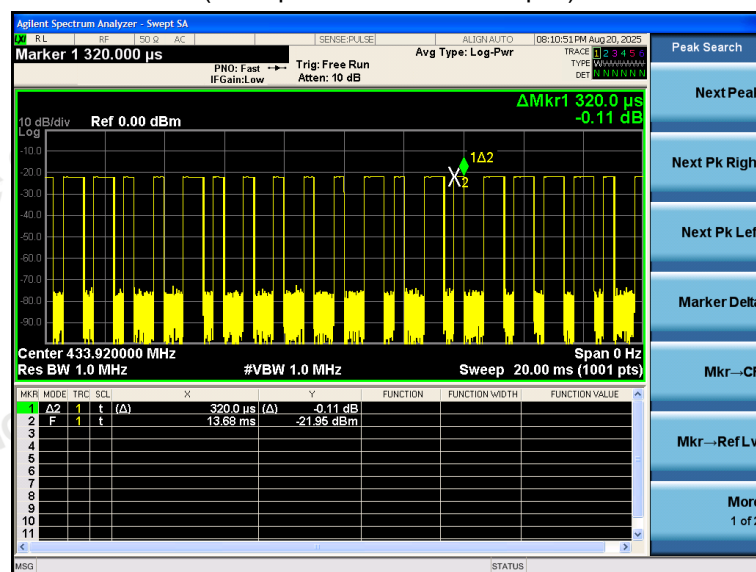 Agilent Spectrum Analyzer - Swept SA
RL RF 50 Ω AC SENSE:PULSE ALIGN AUTO 08:10:51 PM Aug 20, 2025
Marker 1 320.000 µs
PNO: Fast
IFGain:Low
Trig: Free Run
Atten: 10 dB
Avg Type: Log-Pwr
TRACE 1 2 3 4 5 6
TYPE
DET N N N N N N
ΔMkr1 320.0 µs
-0.11 dB
10 dB/div Ref 0.00 dBm
Log
-10.0
-20.0
-30.0
-40.0
-50.0
-60.0
-70.0
-80.0
-90.0
1Δ2
2
Center 433.920000 MHz Span 0 Hz
Res BW 1.0 MHz #VBW 1.0 MHz Sweep 20.00 ms (1001 pts)
MKR MODE TRC SCL X Y FUNCTION FUNCTION WIDTH FUNCTION VALUE
1 Δ2 1 t (Δ) 320.0 µs (Δ) -0.11 dB
2 F 1 t 13.68 ms -21.95 dBm
3
4
5
6
7
8
9
10
11
MSG STATUS
Peak Search
Next Peak
Next Pk Righ
Next Pk Lef
Marker Delta
Mkr→CF
Mkr→Ref Lv
More
1 of 2